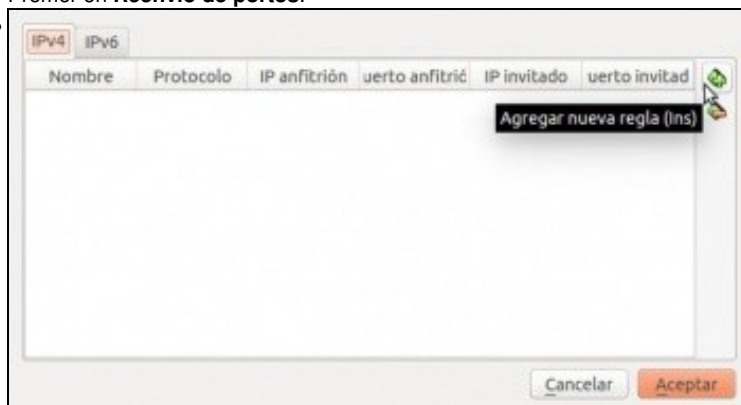 Premer en Reenvío de portos.
IPv4 IPv6
Nombre Protocolo IP anfitrión uerto anfitrió IP invitado uerto invitad
Agregar nueva regla (Ins)
Cancelar Aceptar